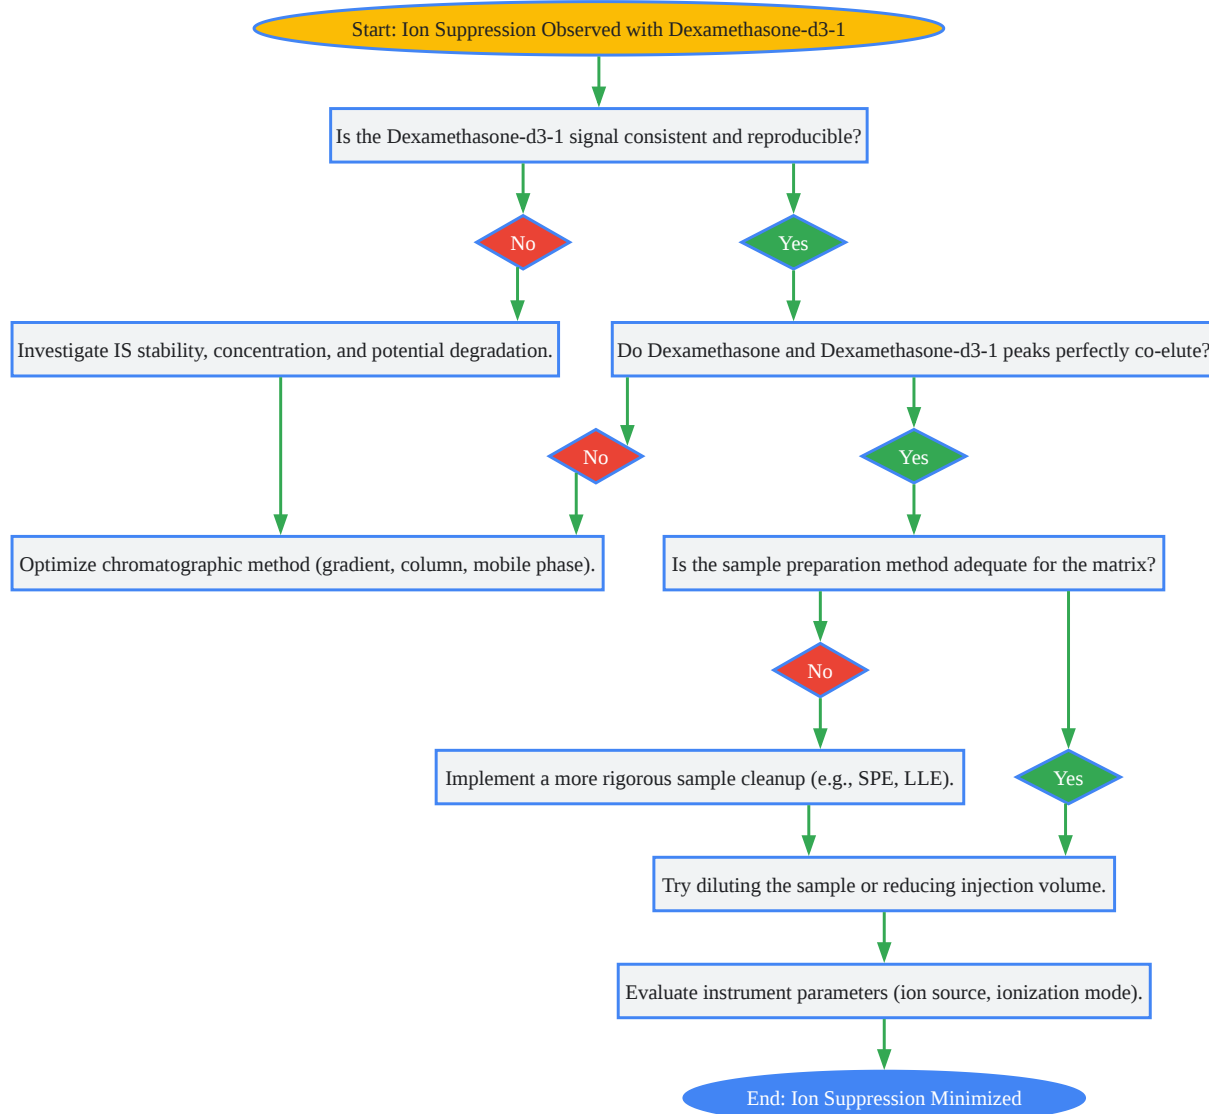 Start: Ion Suppression Observed with Dexamethasone-d3-1
Is the Dexamethasone-d3-1 signal consistent and reproducible?
No
Yes
Investigate IS stability, concentration, and potential degradation.
Do Dexamethasone and Dexamethasone-d3-1 peaks perfectly co-elute?
No
Yes
Optimize chromatographic method (gradient, column, mobile phase).
Is the sample preparation method adequate for the matrix?
No
Implement a more rigorous sample cleanup (e.g., SPE, LLE).
Yes
Try diluting the sample or reducing injection volume.
Evaluate instrument parameters (ion source, ionization mode).
End: Ion Suppression Minimized